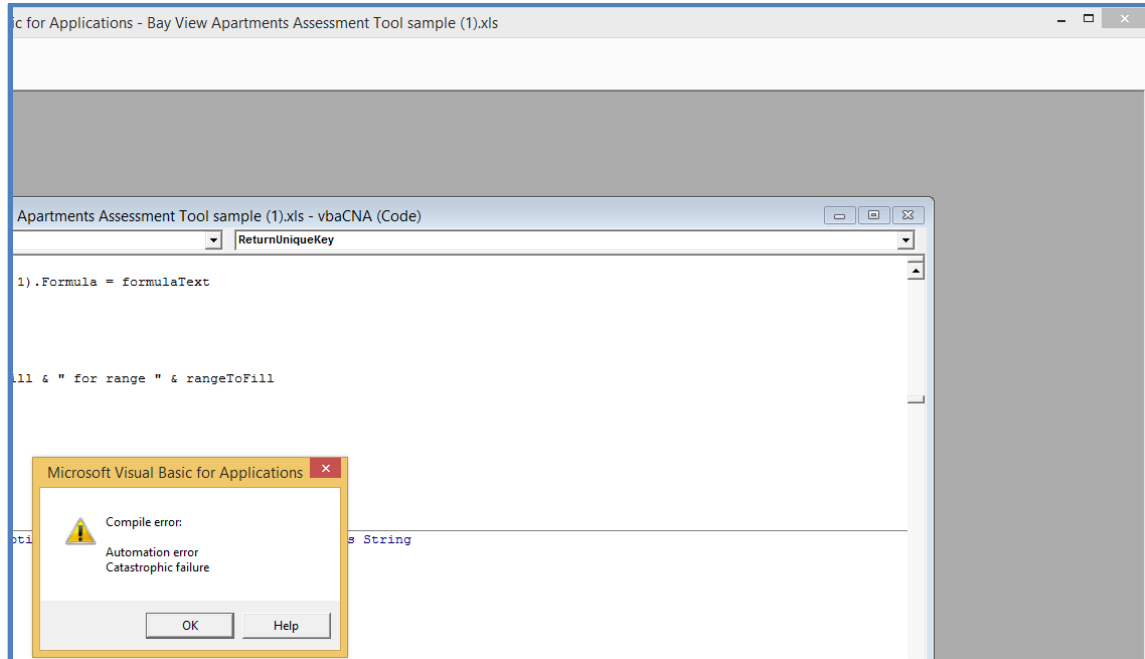 ic for Applications - Bay View Apartments Assessment Tool sample (1).xls
Apartments Assessment Tool sample (1).xls - vbaCNA (Code)
ReturnUniqueKey
1).Formula = formulaText
ill & " for range " & rangeToFill
Microsoft Visual Basic for Applications
Compile error:
Automation error
Catastrophic failure
pti
s String
OK
Help